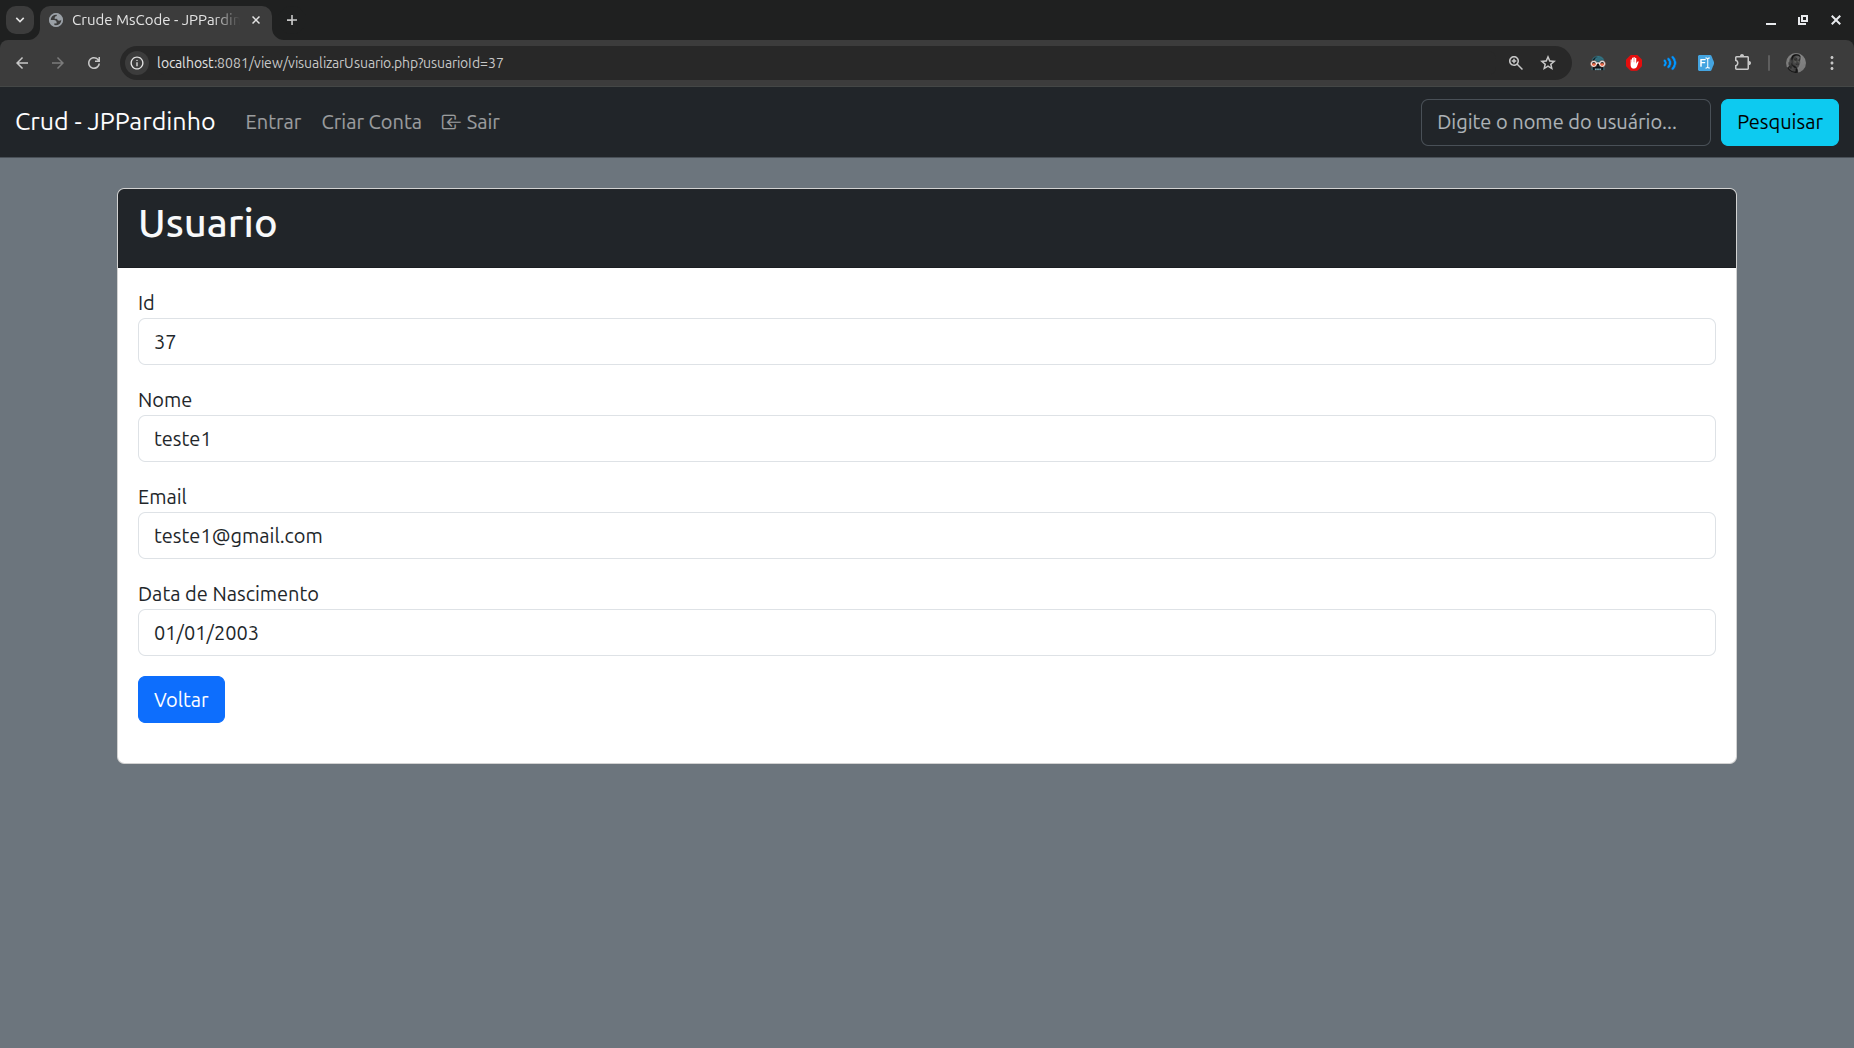 Crude MsCode - JPPardin
localhost:8081/view/visualizarUsuario.php?usuarioId=37
Crud - JPPardinho Entrar Criar Conta Sair Digite o nome do usuário... Pesquisar
Usuario
Id
37
Nome
teste1
Email
teste1@gmail.com
Data de Nascimento
01/01/2003
Voltar